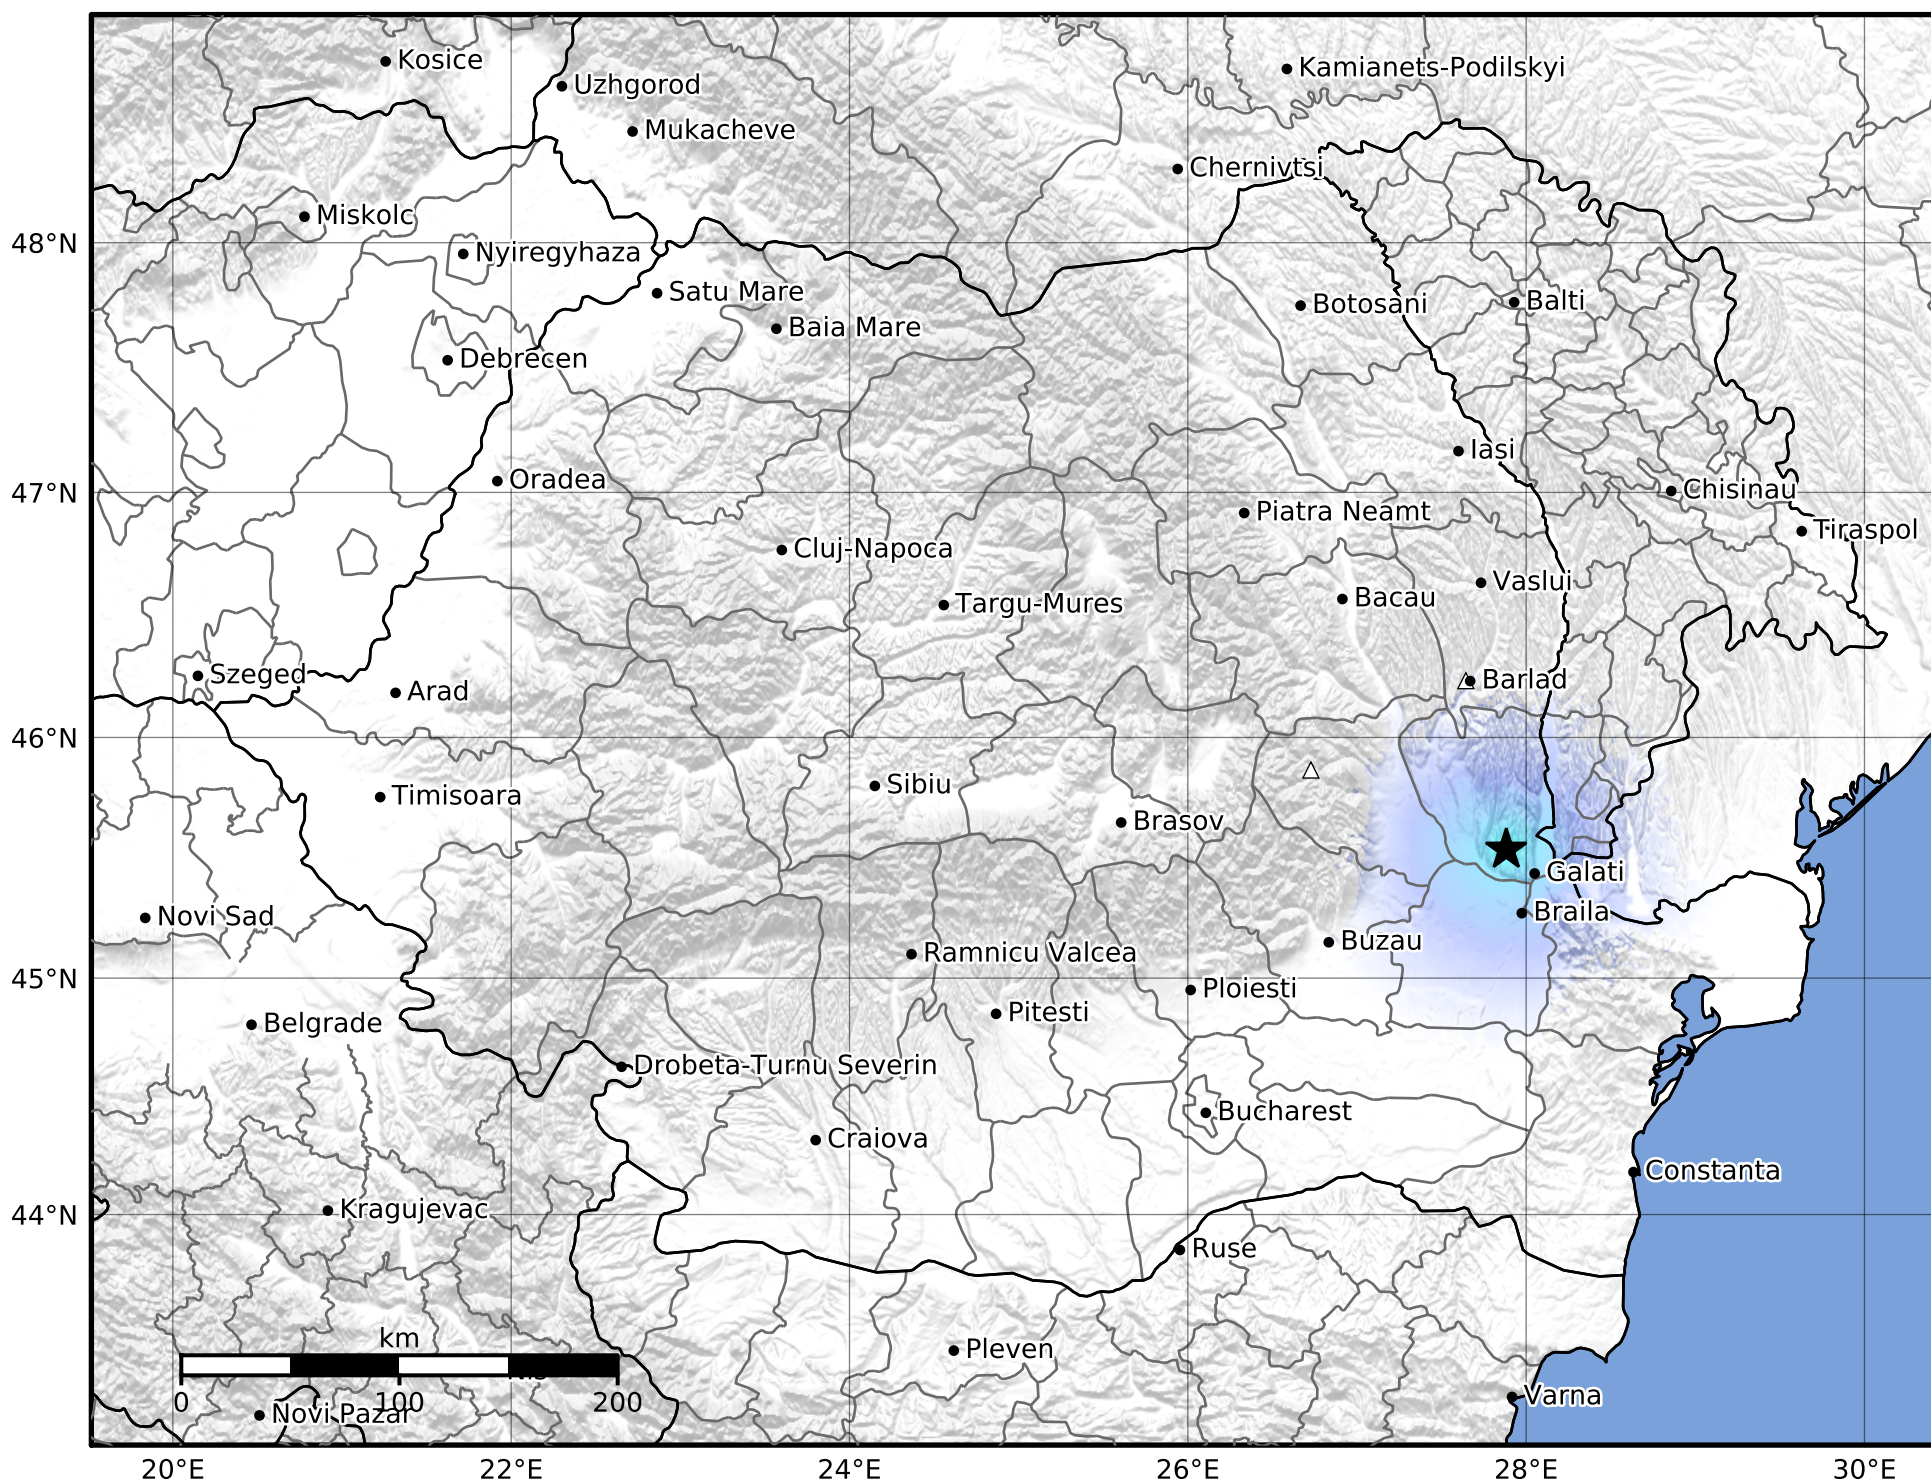 Kosice
Kamianets-Podilskyi
Uzhgorod
Mukacheve
Chernivtsi
Miskolc
48°N
Nyiregyhaza
Satu Mare
Botosani
Balti
Baia Mare
Debrecen
Iasi
Oradea
47°N
Chisinau
Piatra Neamt
Tiraspol
Cluj-Napoca
Vaslui
Bacau
Targu-Mures
Szeged
Barlad
Arad
46°N
Sibiu
Timisoara
Brasov
Galati
Braila
Novi Sad
Buzau
Ramnicu Valcea
45°N
Ploiesti
Pitesti
Belgrade
Drobeta-Turnu Severin
Bucharest
Craiova
Constanta
Kragujevac
44°N
Ruse
km
Pleven
0 100 200
Varna
Novi Pazar
20°E 22°E 24°E 26°E 28°E 30°E